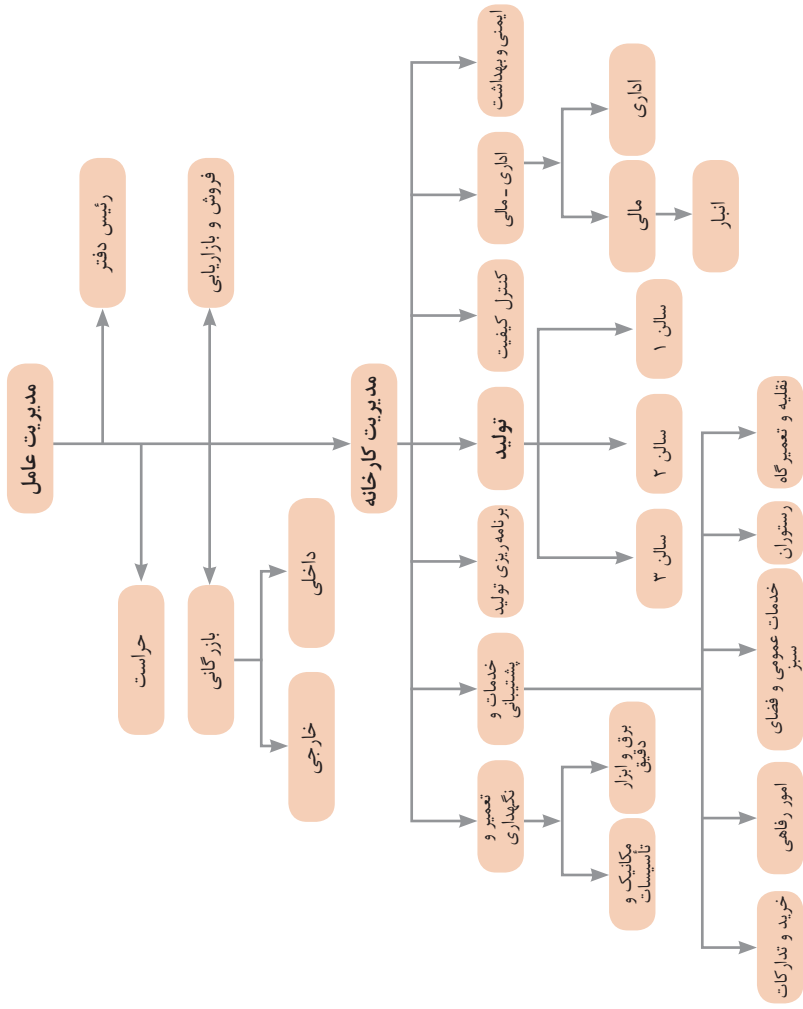 مدیریت عامل
رئیس دفتر
حراست
فروش و بازاریابی
بازرگانی
داخلی
خارجی
مدیریت کارخانه
ایمنی و بهداشت
اداری - مالی
کنترل کیفیت
تولید
برنامه ریزی تولید
خدمات و
پشتیبانی
تعمیر و
نگهداری
اداری
مالی
انبار
سالن ۱
سالن ۲
سالن ۳
برق و ابزار
دقیق
مکانیک و
تأسیسات
نقلیه و تعمیرگاه
رستوران
خدمات عمومی و فضای
سبز
امور رفاهی
خرید و تدارکات